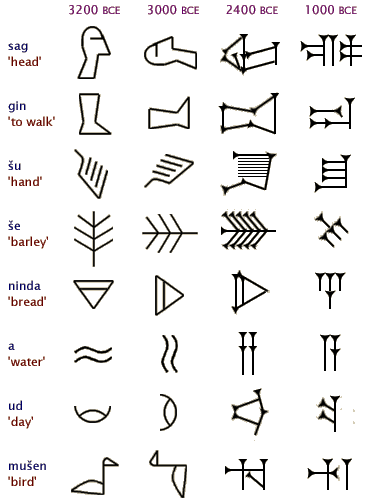 3200 BCE 3000 BCE 2400 BCE 1000 BCE
sag
'head'
gin
'to walk'
šu
'hand'
še
'barley'
ninda
'bread'
a
'water'
ud
'day'
mušen
'bird'